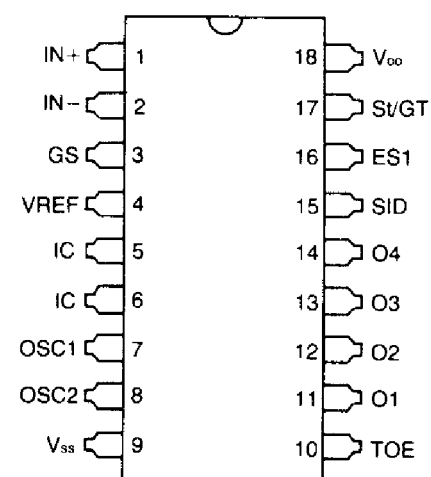 IN+ 1 18 Vcc
IN- 2 17 St/GT
GS 3 16 ES1
VREF 4 15 SID
IC 5 14 O4
IC 6 13 O3
OSC1 7 12 O2
OSC2 8 11 O1
Vss 9 10 TOE